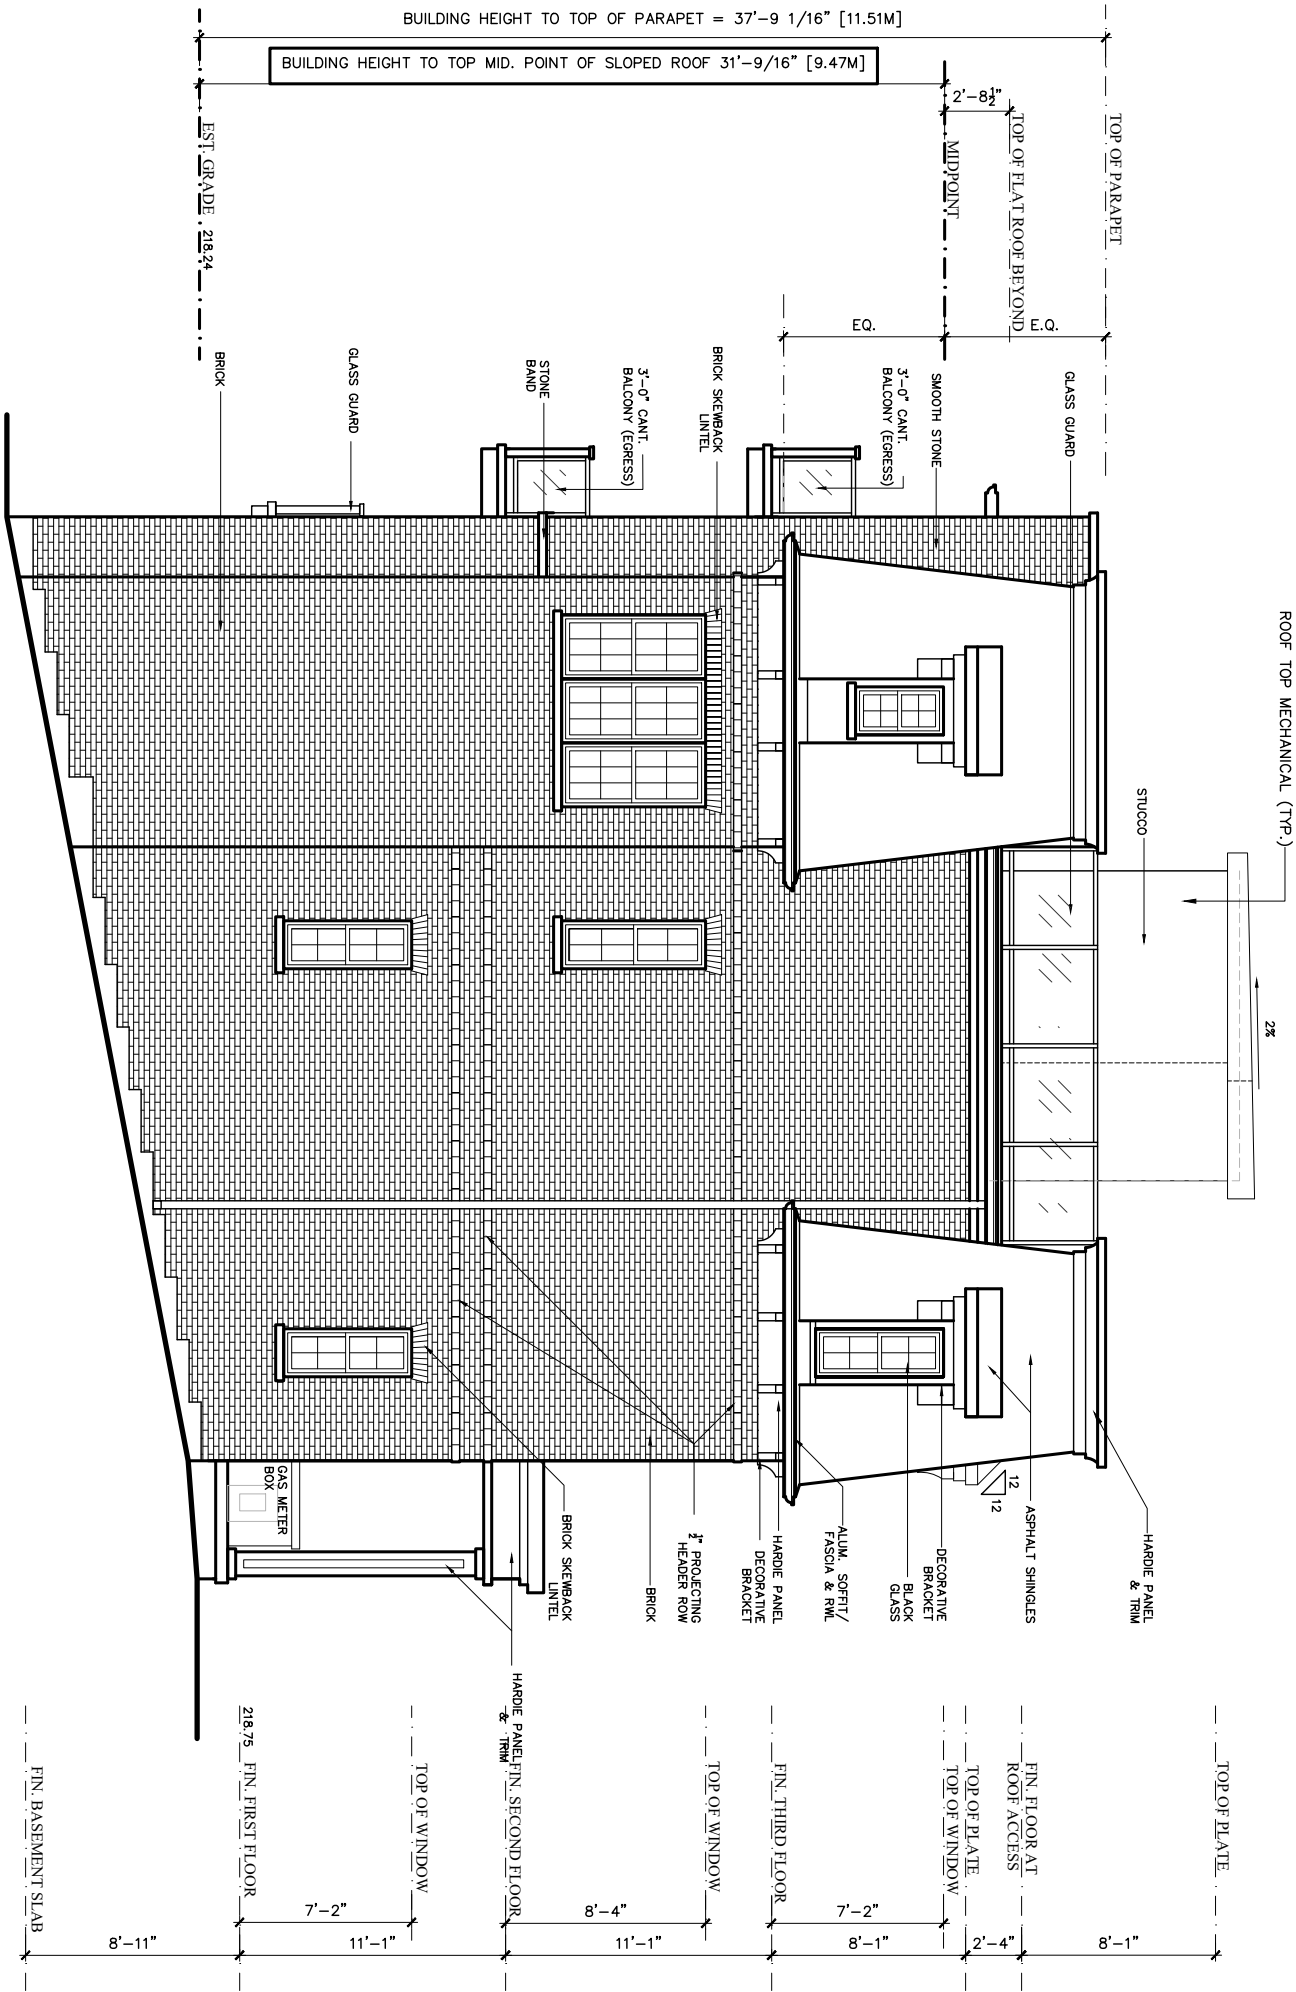 BUILDING HEIGHT TO TOP OF PARAPET = 37'-9 1/16" [11.51M]
BUILDING HEIGHT TO TOP MID. POINT OF SLOPED ROOF 31'-9/16" [9.47M]
2'-8½"
TOP OF PARAPET
TOP OF FLAT ROOF BEYOND
MIDPOINT
EST. GRADE 218.24
E.Q.
EQ.
ROOF TOP MECHANICAL (TYP.)
STUCCO
2%
GLASS GUARD
SMOOTH STONE
3'-0" CANT.
BALCONY (EGRESS)
BRICK SKEWBACK
LINTEL
3'-0" CANT.
BALCONY (EGRESS)
STONE
BAND
GLASS GUARD
BRICK
HARDIE PANEL
& TRIM
ASPHALT SHINGLES
12
12
DECORATIVE
BRACKET
BLACK
GLASS
ALUM. SOFFIT/
FASCIA & RWL
HARDIE PANEL
DECORATIVE
BRACKET
½" PROJECTING
HEADER ROW
BRICK
BRICK SKEWBACK
LINTEL
HARDIE PANEL
& TRIM
GAS METER
BOX
TOP OF PLATE
FIN. FLOOR AT
ROOF ACCESS
TOP OF PLATE
TOP OF WINDOW
FIN. THIRD FLOOR
TOP OF WINDOW
FIN. SECOND FLOOR
TOP OF WINDOW
218.75 FIN. FIRST FLOOR
FIN. BASEMENT SLAB
7'-2"
8'-4"
7'-2"
8'-11"
11'-1"
11'-1"
8'-1"
2'-4"
8'-1"